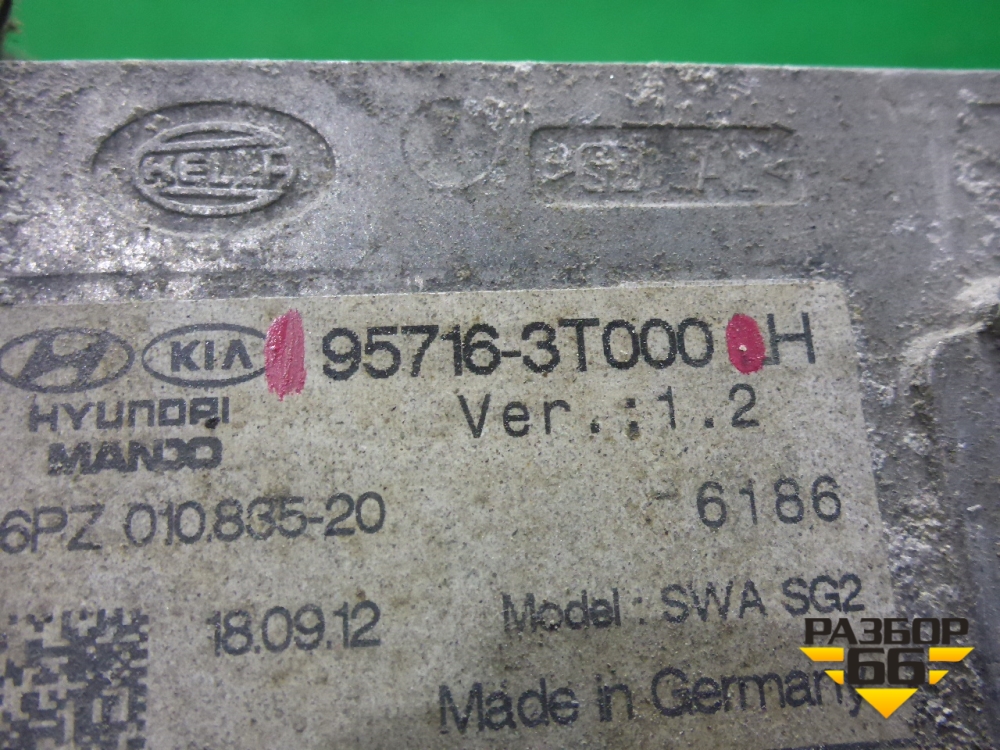 HELLA
KIA 95716-3T000 H
HYUNDAI Ver.:1.2
MANDO
6PZ 010.835-20 6186
18.09.12 Model : SWA SG2
Made in Germany
РАЗБОР
66